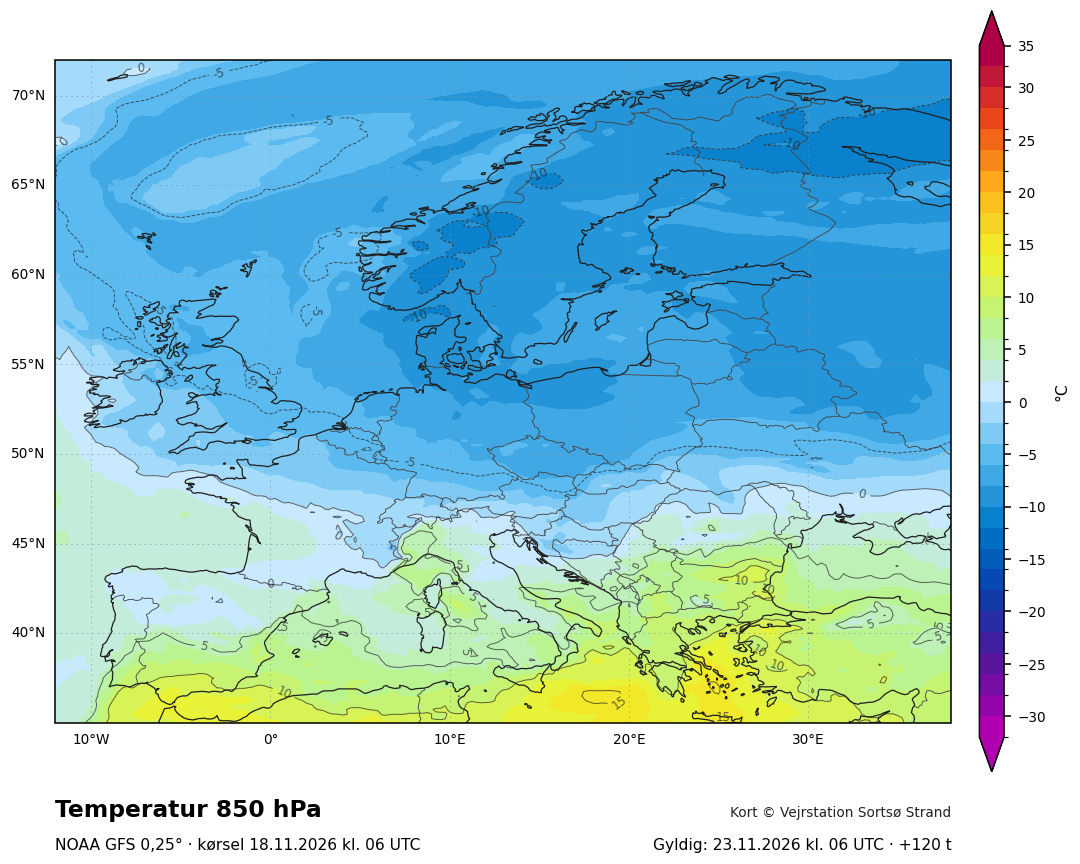 70°N
65°N
60°N
55°N
50°N
45°N
40°N
10°W
0°
10°E
20°E
30°E
35
30
25
20
15
10
5
0
−5
−10
−15
−20
−25
−30
°C
Temperatur 850 hPa
Kort © Vejrstation Sortsø Strand
NOAA GFS 0,25° · kørsel 18.11.2026 kl. 06 UTC
Gyldig: 23.11.2026 kl. 06 UTC · +120 t